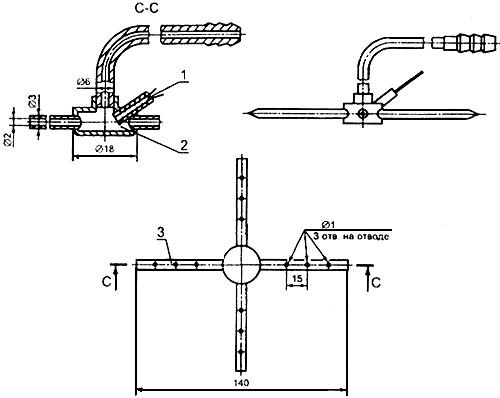 С-С
Ø6
Ø3
Ø2
Ø18
1
2
3
Ø1
3 отв. на отводе
15
С
С
140